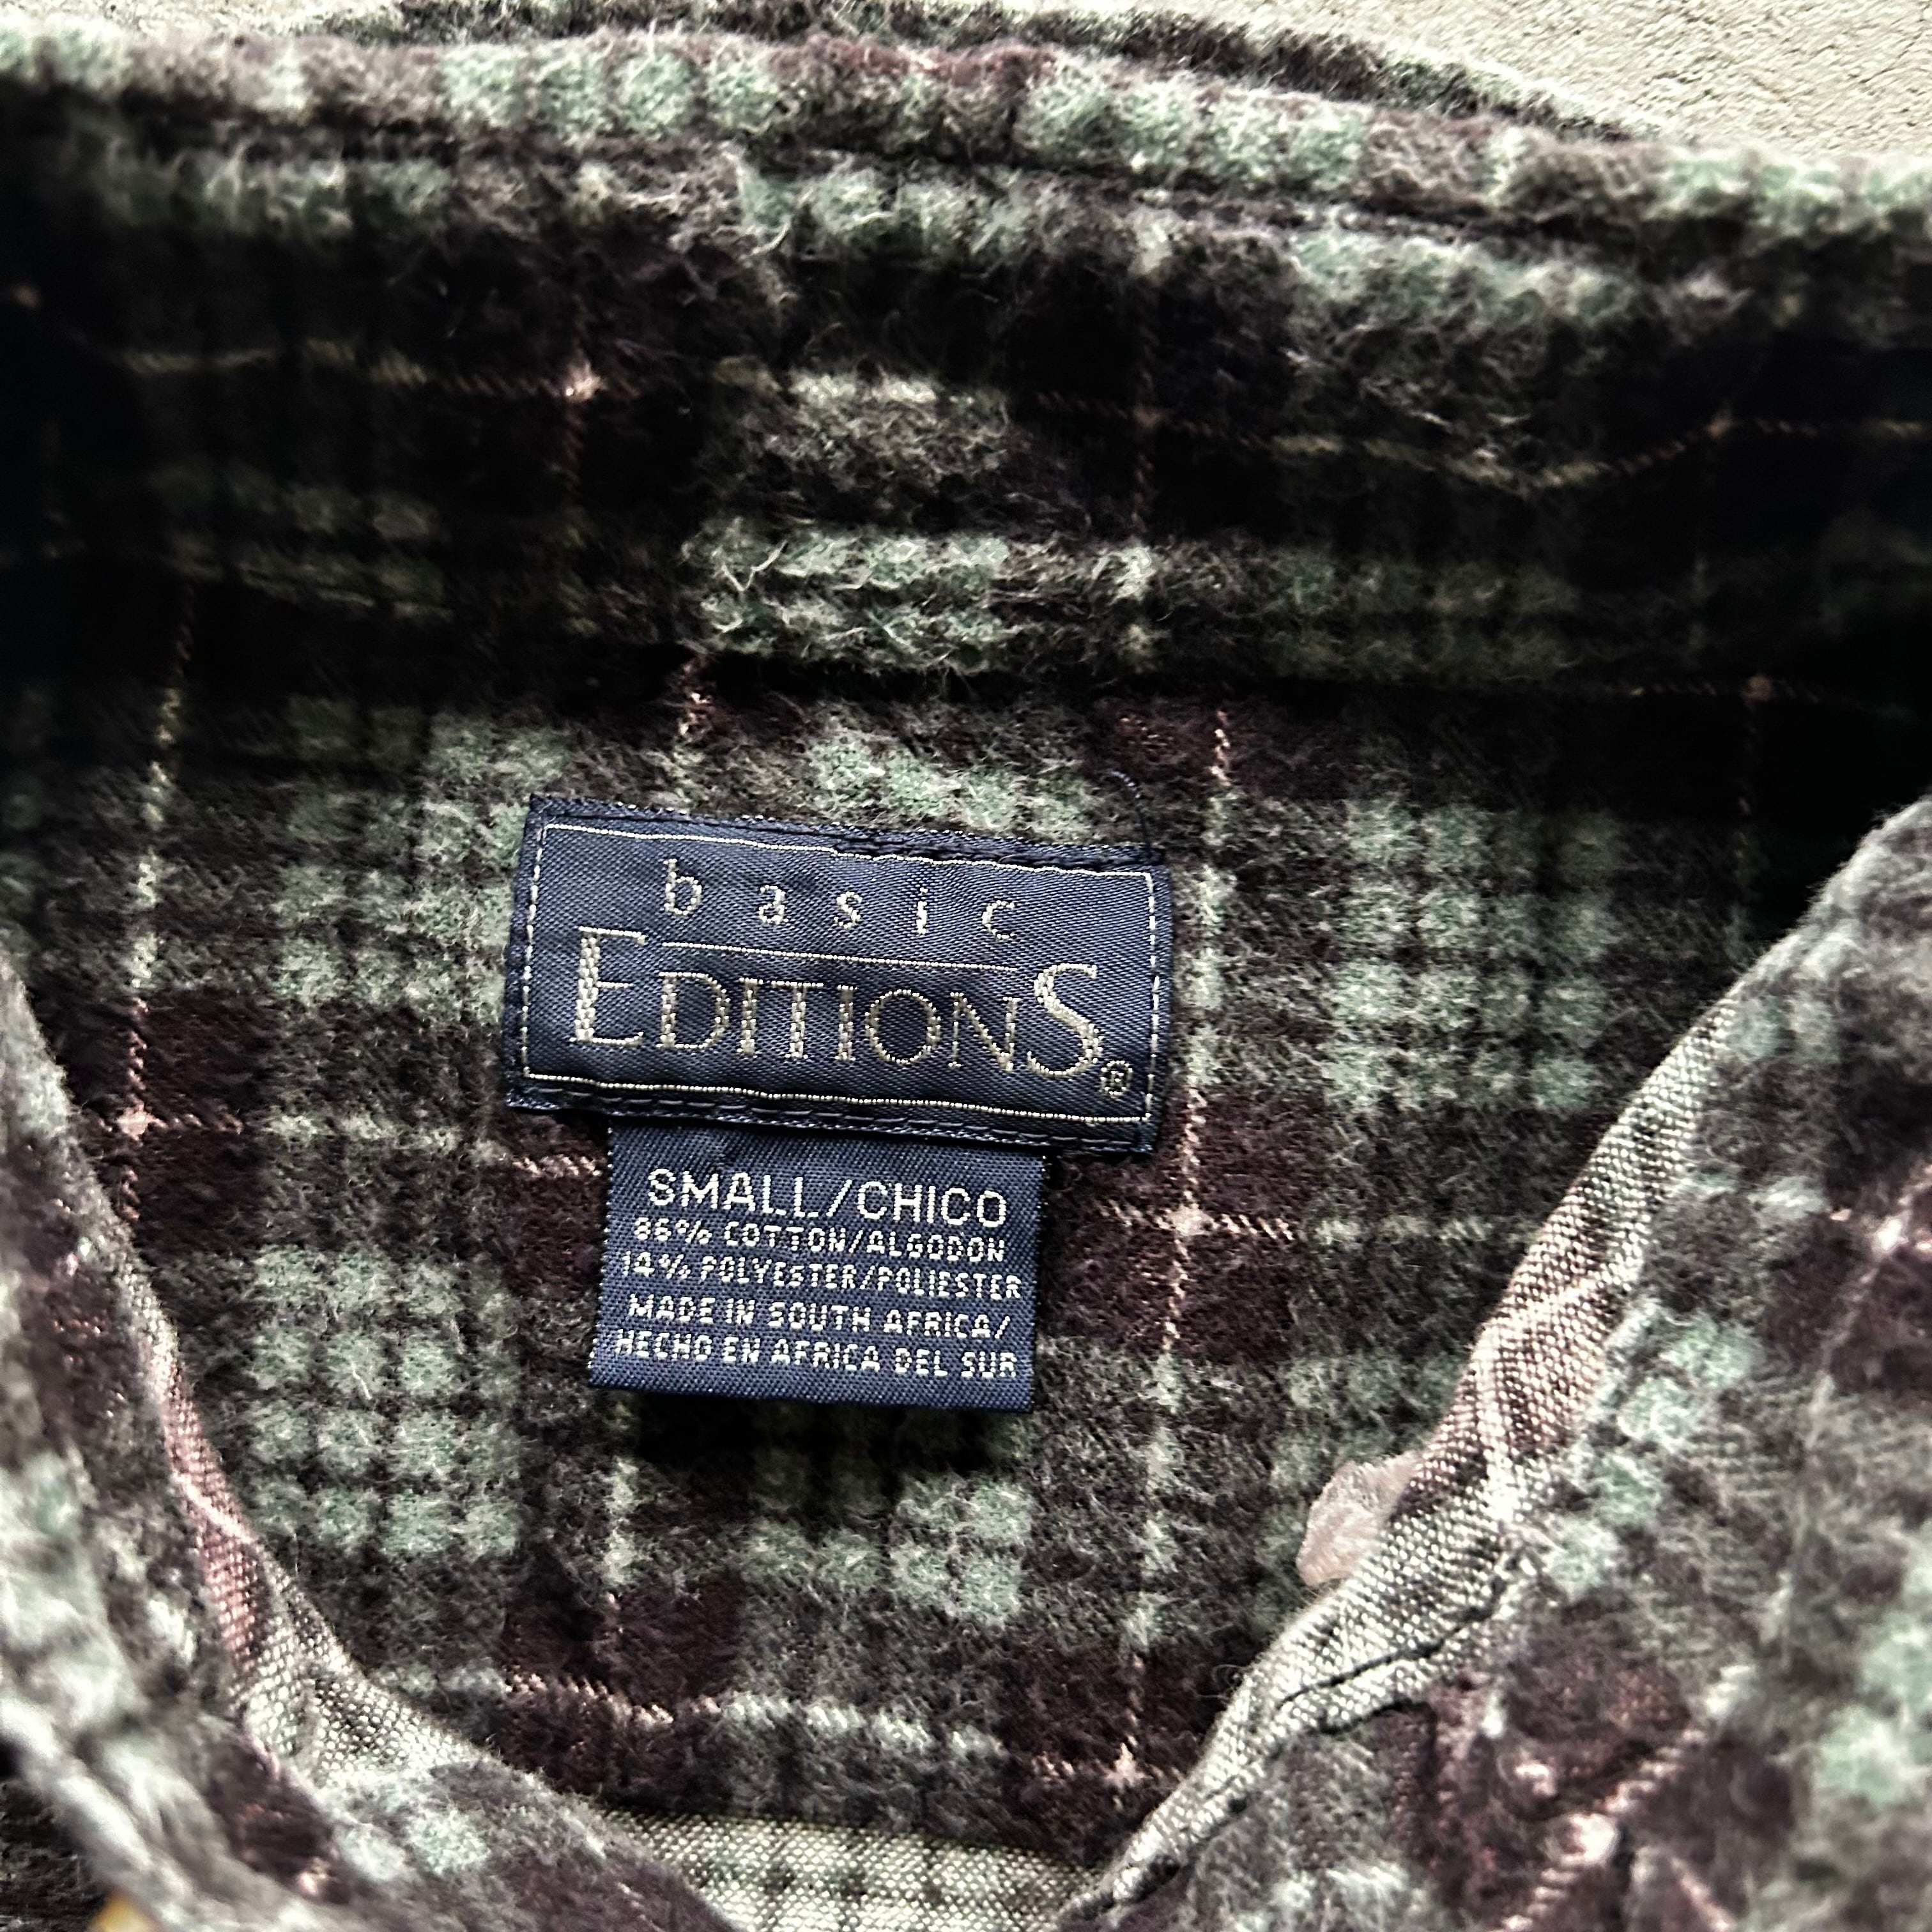 basic
EDITIONS®
SMALL/CHICO
86% COTTON/ALGODON
14% POLYESTER/POLIESTER
MADE IN SOUTH AFRICA/
HECHO EN AFRICA DEL SUR